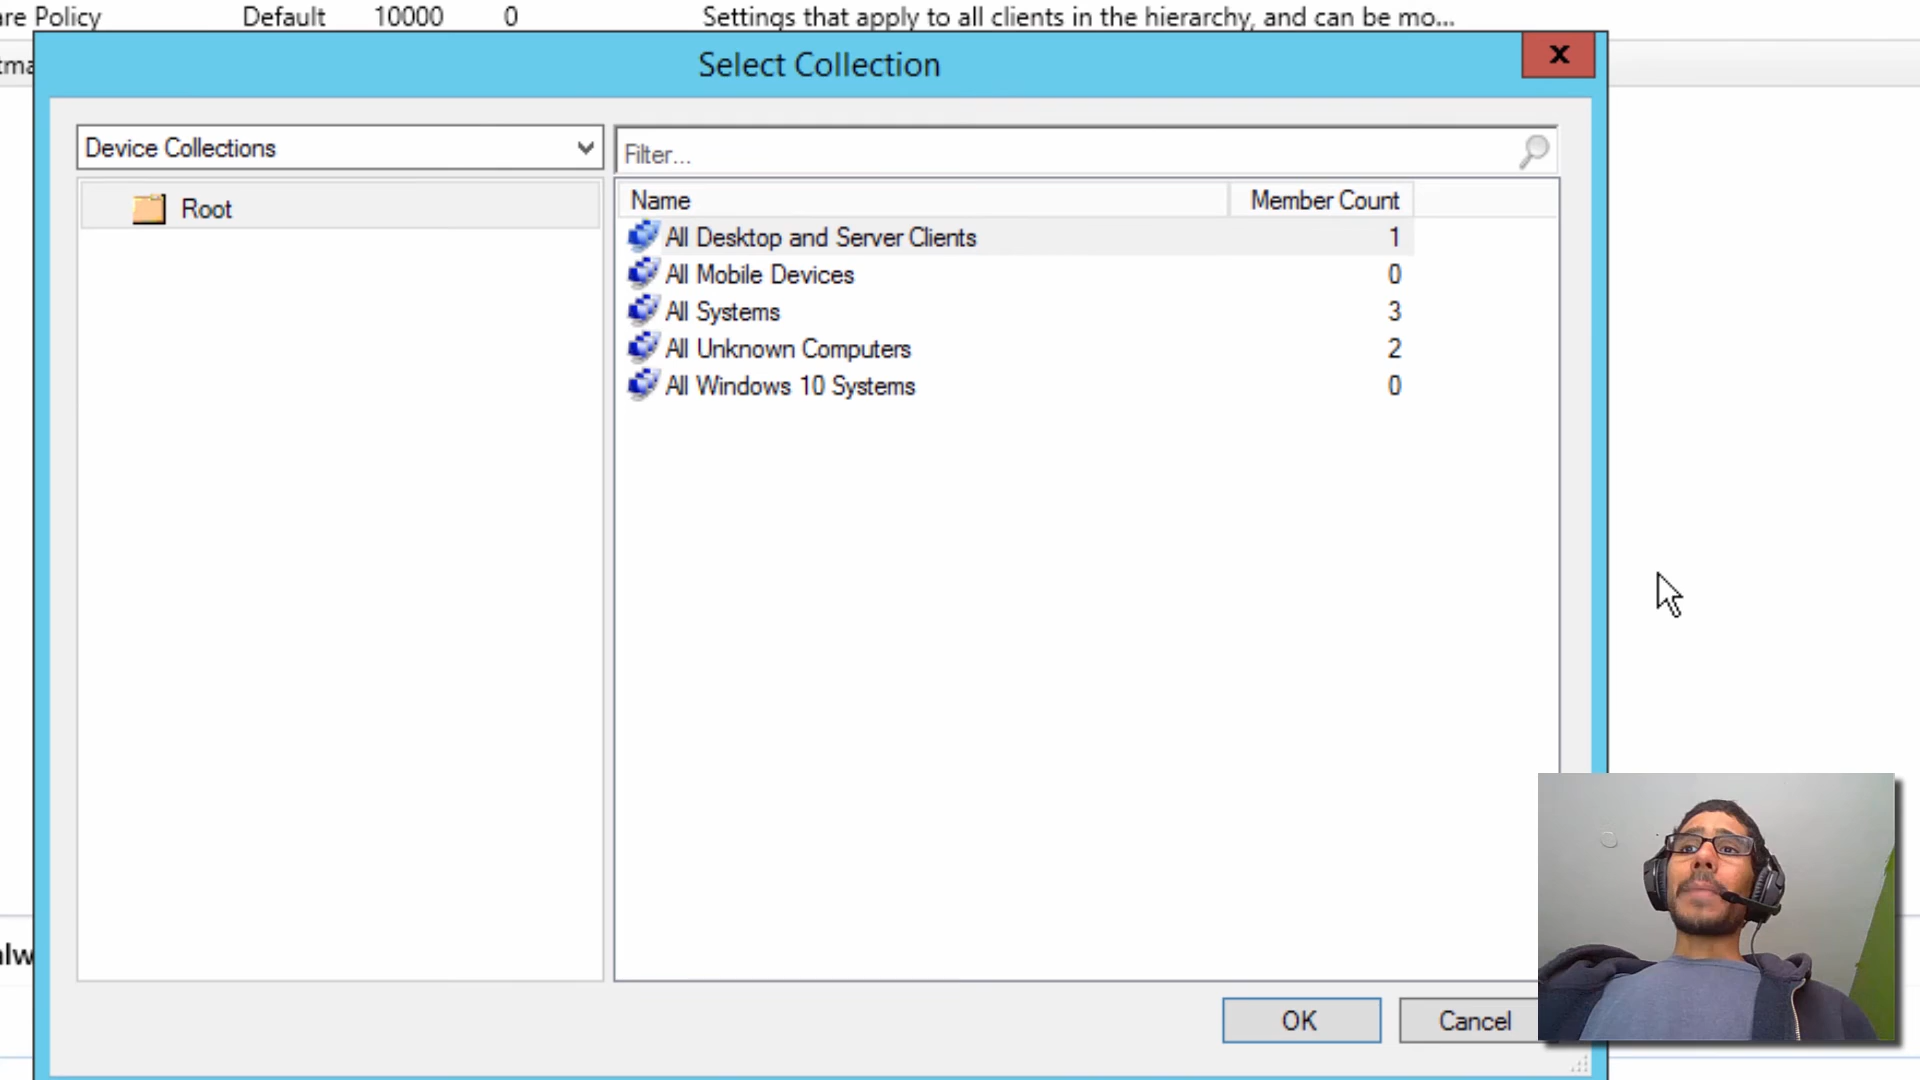 re Policy Default 10000 0 Settings that apply to all clients in the hierarchy, and can be mo...
tma
Select Collection
x
Device Collections
Filter...
Root
Name Member Count
All Desktop and Server Clients 1
All Mobile Devices 0
All Systems 3
All Unknown Computers 2
All Windows 10 Systems 0
alw
OK Cancel